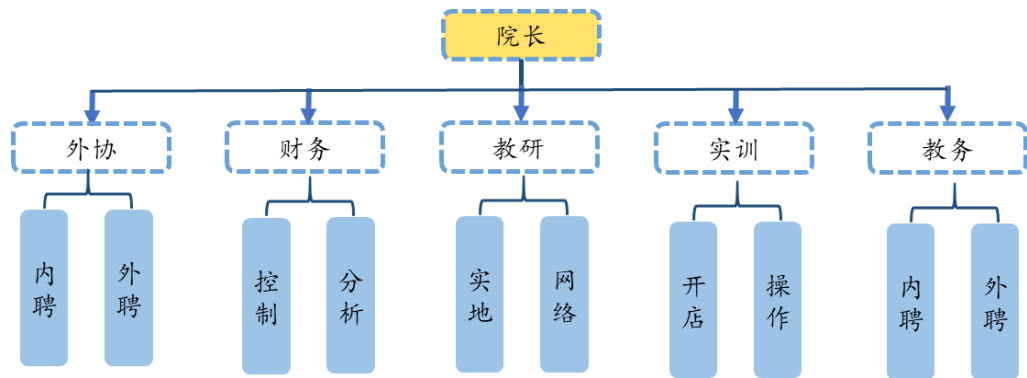 院长
外协
财务
教研
实训
教务
内聘
外聘
控制
分析
实地
网络
开店
操作
内聘
外聘